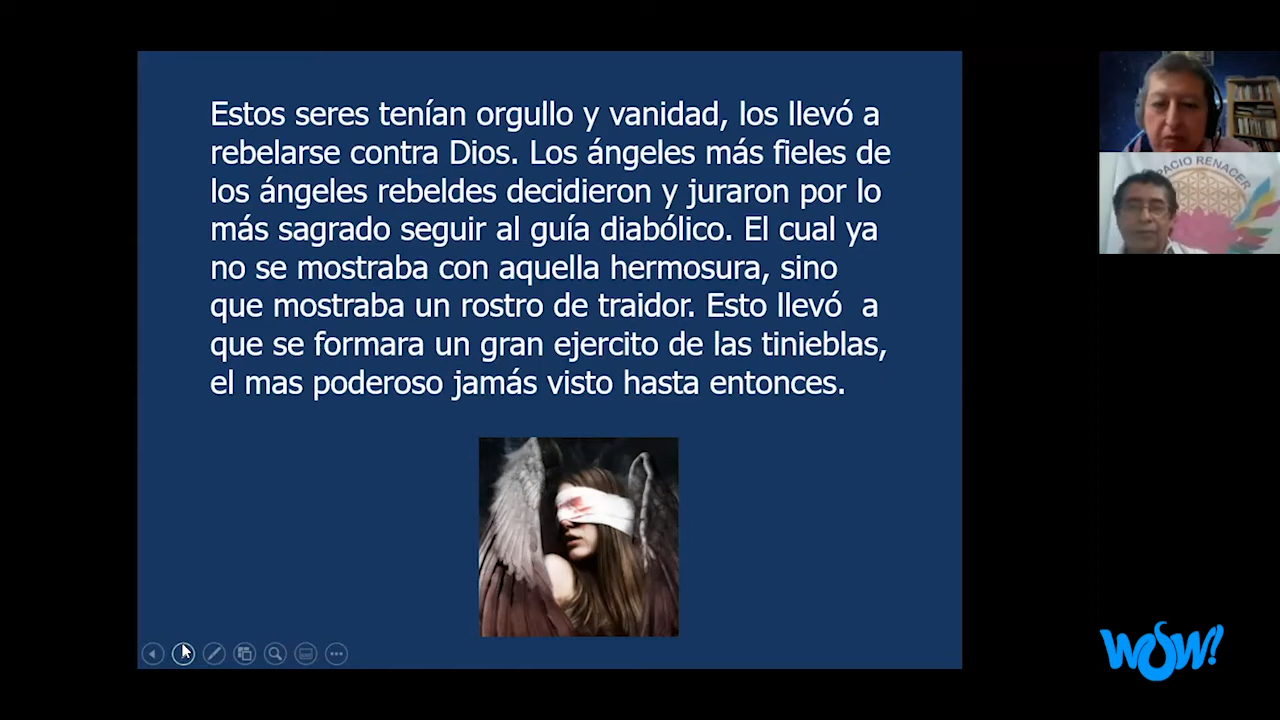 Estos seres tenían orgullo y vanidad, los llevó a
rebelarse contra Dios. Los ángeles más fieles de
los ángeles rebeldes decidieron y juraron por lo
más sagrado seguir al guía diabólico. El cual ya
no se mostraba con aquella hermosura, sino
que mostraba un rostro de traidor. Esto llevó  a
que se formara un gran ejercito de las tinieblas,
el mas poderoso jamás visto hasta entonces.
PACIO RENACER
WOW!